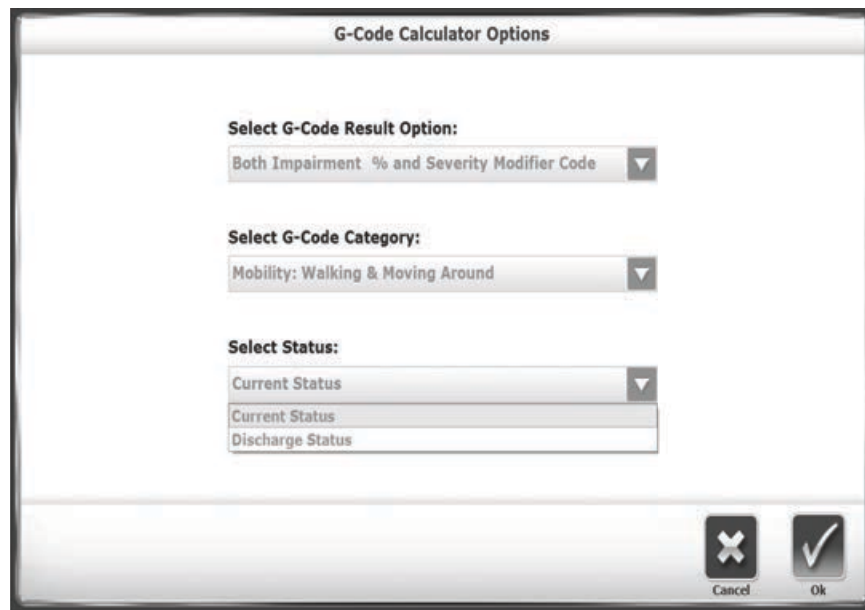 G-Code Calculator Options
Select G-Code Result Option:
Both Impairment % and Severity Modifier Code
Select G-Code Category:
Mobility: Walking & Moving Around
Select Status:
Current Status
Current Status
Discharge Status
Cancel
Ok